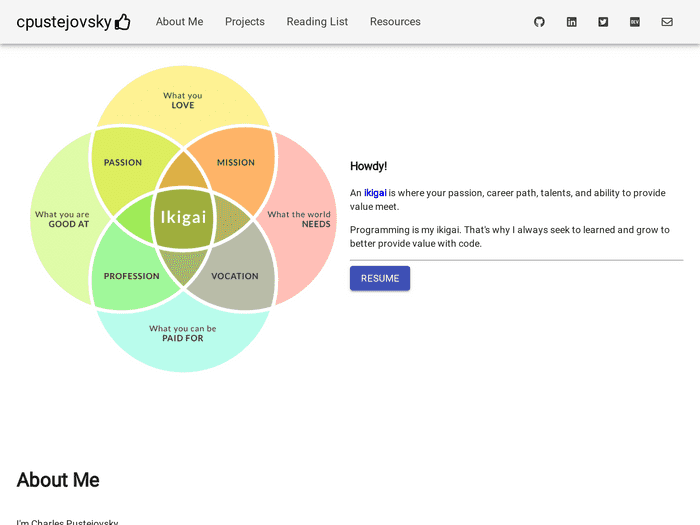 cpustejovsky
About Me
Projects
Reading List
Resources
What you
LOVE
PASSION
MISSION
What you are
GOOD AT
Ikigai
What the world
NEEDS
PROFESSION
VOCATION
What you can be
PAID FOR
Howdy!
An ikigai is where your passion, career path, talents, and ability to provide
value meet.
Programming is my ikigai. That's why I always seek to learned and grow to
better provide value with code.
RESUME
About Me
I'm Charles Pustejovsky